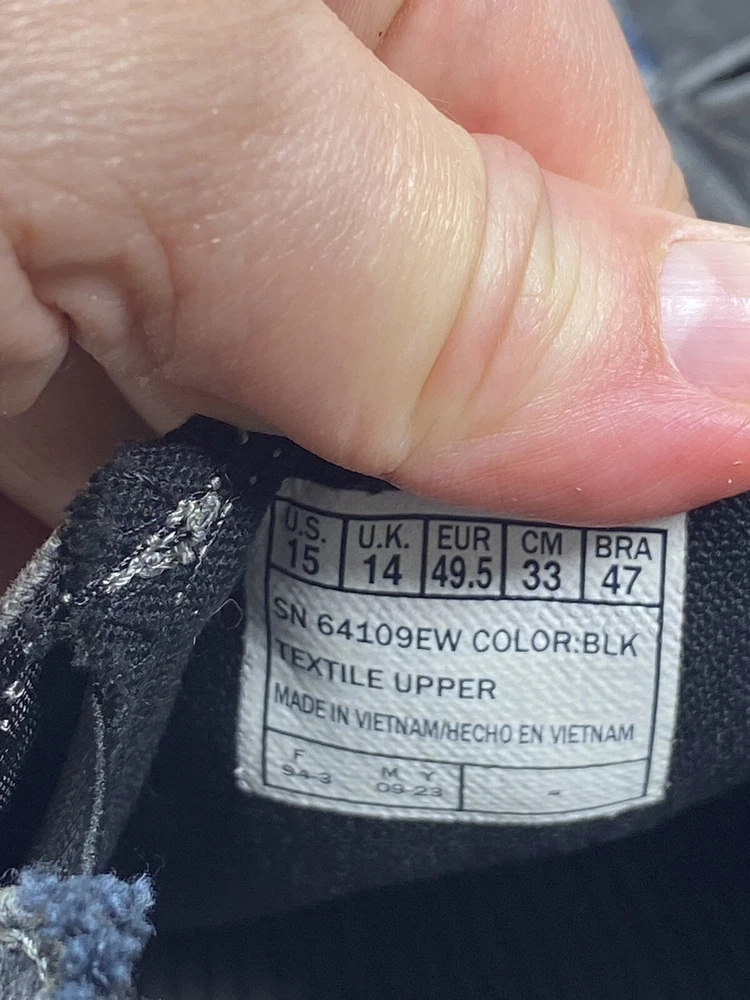 U.S. U.K. EUR CM BRA
15 14 49.5 33 47
SN 64109EW COLOR:BLK
TEXTILE UPPER
MADE IN VIETNAM/HECHO EN VIETNAM
F M Y
94-3 09-23 -